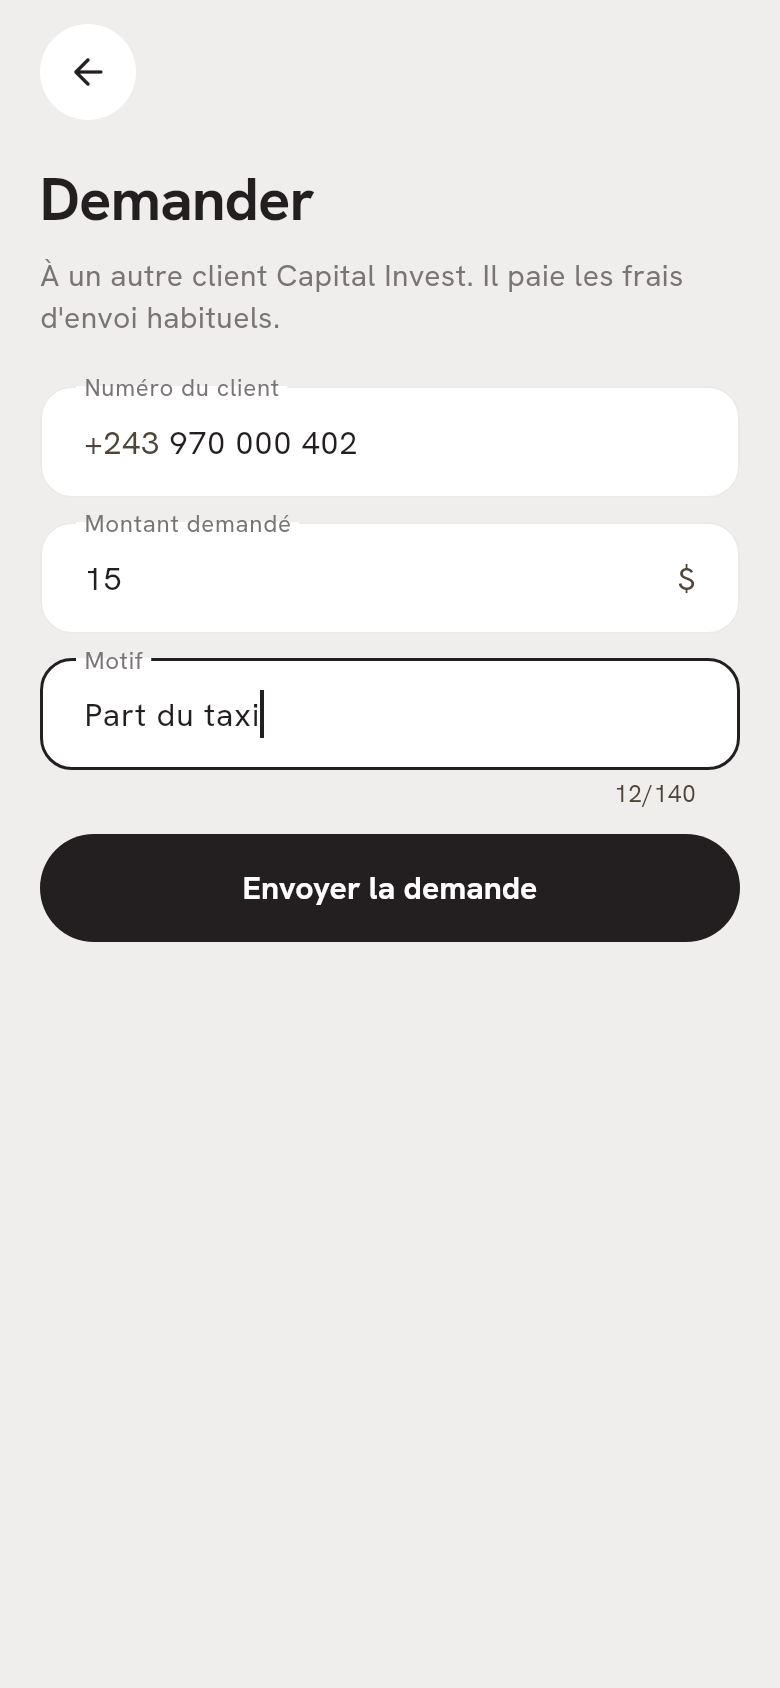 Demander
À un autre client Capital Invest. Il paie les frais
d'envoi habituels.
Numéro du client
+243 970 000 402
Montant demandé
15 $
Motif
Part du taxi
12/140
Envoyer la demande